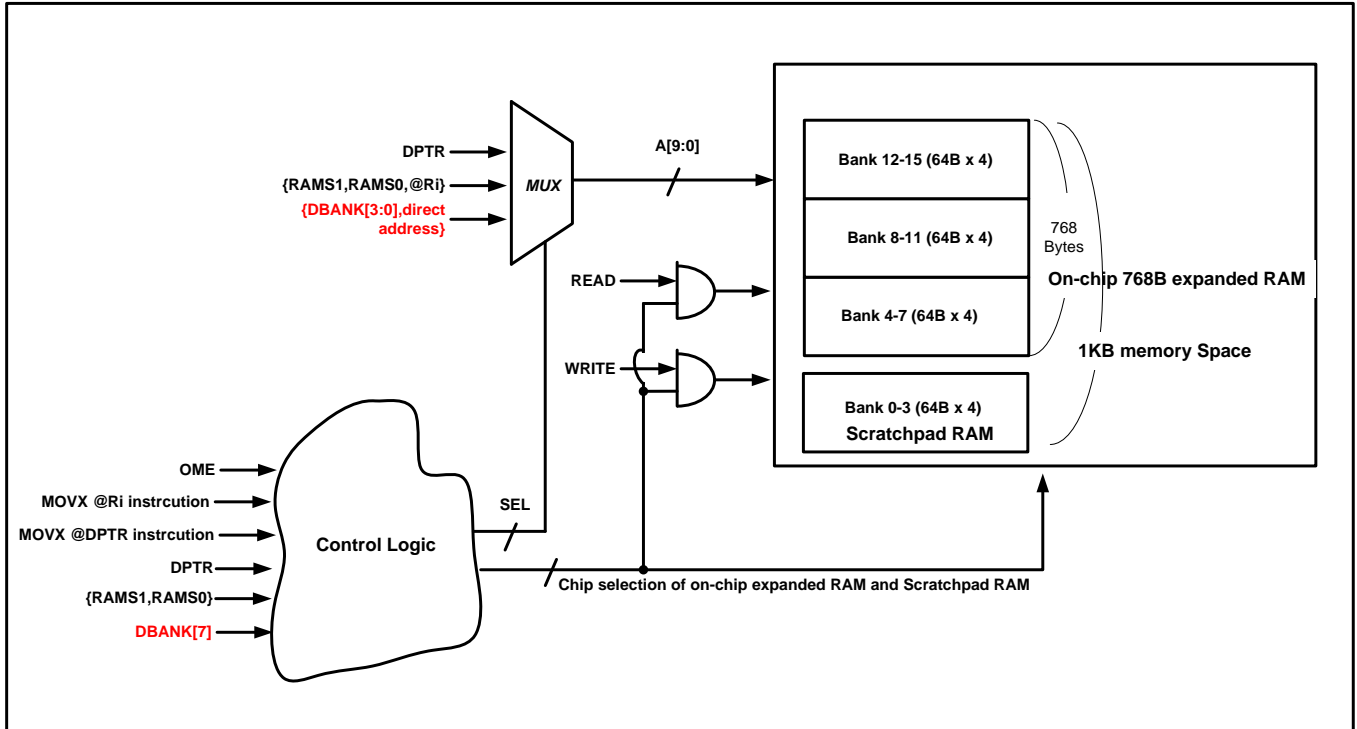 DPTR
{RAMS1,RAMS0,@Ri}
{DBANK[3:0],direct
address}
MUX
A[9:0]
READ
WRITE
Bank 12-15 (64B x 4)
Bank 8-11 (64B x 4)
Bank 4-7 (64B x 4)
Bank 0-3 (64B x 4)
Scratchpad RAM
768
Bytes
On-chip 768B expanded RAM
1KB memory Space
OME
MOVX @Ri instrcution
MOVX @DPTR instrcution
DPTR
{RAMS1,RAMS0}
DBANK[7]
Control Logic
SEL
Chip selection of on-chip expanded RAM and Scratchpad RAM